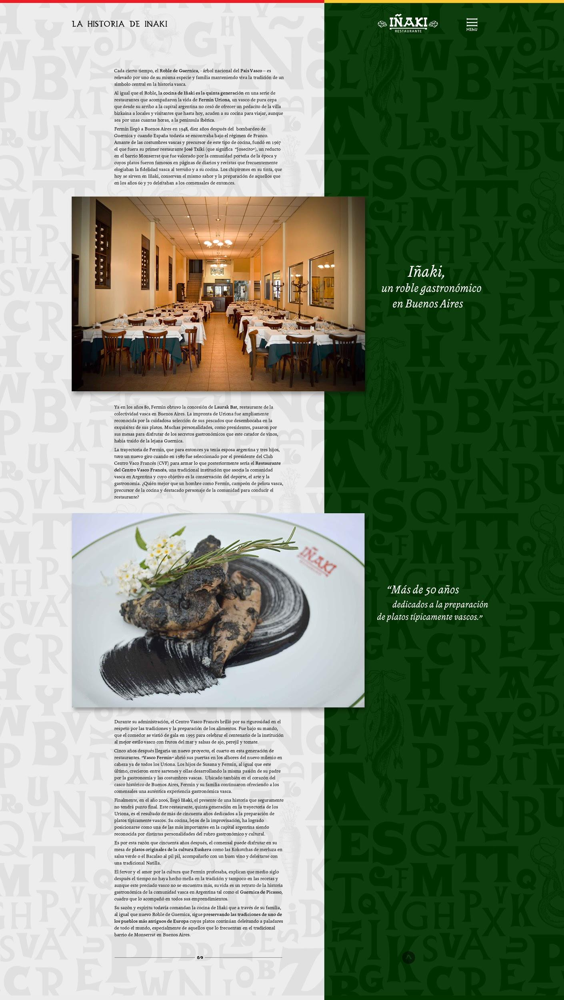 LA HISTORIA DE IÑAKI
IÑAKI
RESTAURANTE
MENU
Cada cierto tiempo, el Roble de Guernica, - árbol nacional del País Vasco – es
relevado por uno de su misma especie y familia manteniendo viva la tradición de un
símbolo central en la historia vasca.
Al igual que el Roble, la cocina de Iñaki es la quinta generación en una serie de
restaurantes que acompañaron la vida de Fermín Uriona, un vasco de pura cepa
que desde su arribo a la capital argentina no cesó de ofrecer un pedacito de la villa
bizkaina a locales y visitantes que hasta hoy, acuden a su cocina para viajar, aunque
sea por unas cuantas horas, a la península ibérica.
Fermín llegó a Buenos Aires en 1948, diez años después del  bombardeo de
Guernica y cuando España todavía se encontraba bajo el régimen de Franco.
Amante de las costumbres vascas y precursor de este tipo de cocina, fundó en 1967
el que fuera su primer restaurante José Txiki (que significa  “Josecito”), un reducto
en el barrio Monserrat que fue valorado por la comunidad porteña de la época y
cuyos platos fueron famosos en páginas de diarios y revistas que frecuentemente
elogiaban la fidelidad vasca al terruño y a su cocina. Los chipirones en su tinta, que
hoy se sirven en Iñaki, conservan el mismo sabor y la preparación de aquellos que
en los años 60 y 70 deleitaban a los comensales de entonces.
Iñaki,
un roble gastronómico
en Buenos Aires
Ya en los años 80, Fermín obtuvo la concesión de Laurak Bat, restaurante de la
colectividad vasca en Buenos Aires. La impronta de Uriona fue ampliamente
reconocida por la cuidadosa selección de sus pescados que desembocaba en la
exquisitez de sus platos. Muchas personalidades, como presidentes, pasaron por
sus mesas para disfrutar de los secretos gastronómicos que este catador de vinos,
había traído de la lejana Guernica.
La trayectoria de Fermín, que para entonces ya tenía esposa argentina y tres hijos,
tuvo un nuevo giro cuando en 1989 fue seleccionado por el presidente del Club
Centro Vaco Francés (CVF) para armar lo que posteriormente sería el Restaurante
del Centro Vasco Francés, una tradicional institución que asocia la comunidad
vasca en Argentina y cuyo objetivo es la conservación del deporte, el arte y la
gastronomía. ¿Quién mejor que un hombre como Fermín, campeón de pelota vasca,
precursor de la cocina y destacado personaje de la comunidad para conducir el
restaurante?
IÑAKI
“Más de 50 años
dedicados a la preparación
de platos típicamente vascos.”
Durante su administración, el Centro Vasco Francés brilló por su rigurosidad en el
respeto por las tradiciones y la preparación de los alimentos. Fue bajo su mando,
que el comedor se vistió de gala en 1995 para celebrar el centenario de la institución
al mejor estilo vasco con frutos del mar y salsas de ajo, perejil y tomate.
Cinco años después llegaría un nuevo proyecto, el cuarto en esta generación de
restaurantes. “Vasco Fermín” abrió sus puertas en los albores del nuevo milenio en
cabeza ya de todos los Uriona. Los hijos de Susana y Fermín, al igual que este
último, crecieron entre sartenes y ollas desarrollando la misma pasión de su padre
por la gastronomía y las costumbres vascas.  Ubicado también en el corazón del
casco histórico de Buenos Aires, Fermín y su familia continuaron ofreciendo a los
comensales una auténtica experiencia gastronómica vasca.
Finalmente, en el año 2006, llegó Iñaki, el presente de una historia que seguramente
no tendrá punto final. Este restaurante, quinta generación en la trayectoria de los
Uriona, es el resultado de más de cincuenta años dedicados a la preparación de
platos típicamente vascos. Su cocina, lejos de la improvisación, ha logrado
posicionarse como una de las más importantes en la capital argentina siendo
reconocida por distintas personalidades del rubro gastronómico y cultural.
Es por esta razón que cincuenta años después, el comensal puede disfrutar en su
mesa de platos originales de la cultura Euskera como las Kokotchas de merluza en
salsa verde o el Bacalao al pil pil, acompañarlo con un buen vino y deleitarse con
una tradicional Natilla.
El fervor y el amor por la cultura que Fermín profesaba, explican que medio siglo
después el tiempo no haya hecho mella en la tradición y tampoco en las recetas y
aunque este preciado vasco no se encuentra más, su vida es un retrato de la historia
gastronómica de la comunidad vasca en Argentina tal como el Guernica de Picasso,
cuadro que lo acompañó en todos sus emprendimientos.
Su sazón y espíritu todavía comandan la cocina de Iñaki que a través de su familia,
al igual que nuevo Roble de Guernica, sigue preservando las tradiciones de uno de
los pueblos más antiguos de Europa cuyos platos continúan deleitando a paladares
de todo el mundo, especialmente de aquellos que lo frecuentan en el tradicional
barrio de Monserrat en Buenos Aires.